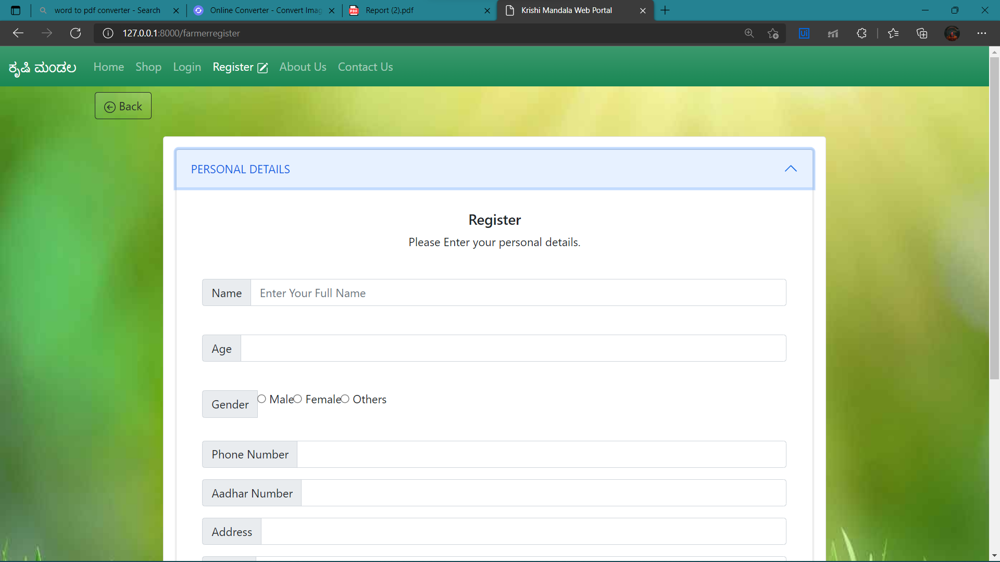 word to pdf converter - Search
Online Converter - Convert Imag
PDF
Report (2).pdf
Krishi Mandala Web Portal
127.0.0.1:8000/farmerregister
Ui
ಕೃಷಿ ಮಂಡಲ Home Shop Login Register About Us Contact Us
Back
PERSONAL DETAILS
Register
Please Enter your personal details.
Name Enter Your Full Name
Age
Gender Male Female Others
Phone Number
Aadhar Number
Address